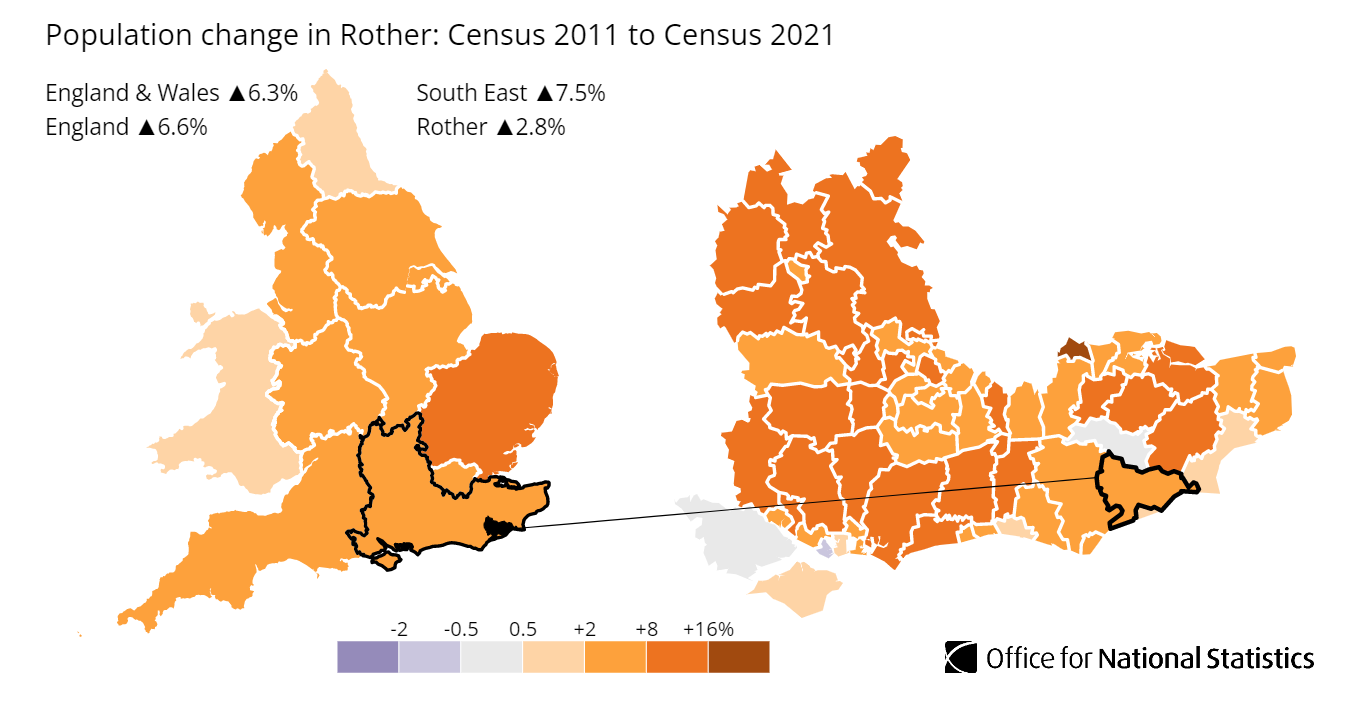 Population change in Rother: Census 2011 to Census 2021
England & Wales ▲6.3%
South East ▲7.5%
England ▲6.6%
Rother ▲2.8%
-2 -0.5 0.5 +2 +8 +16%
Office for National Statistics